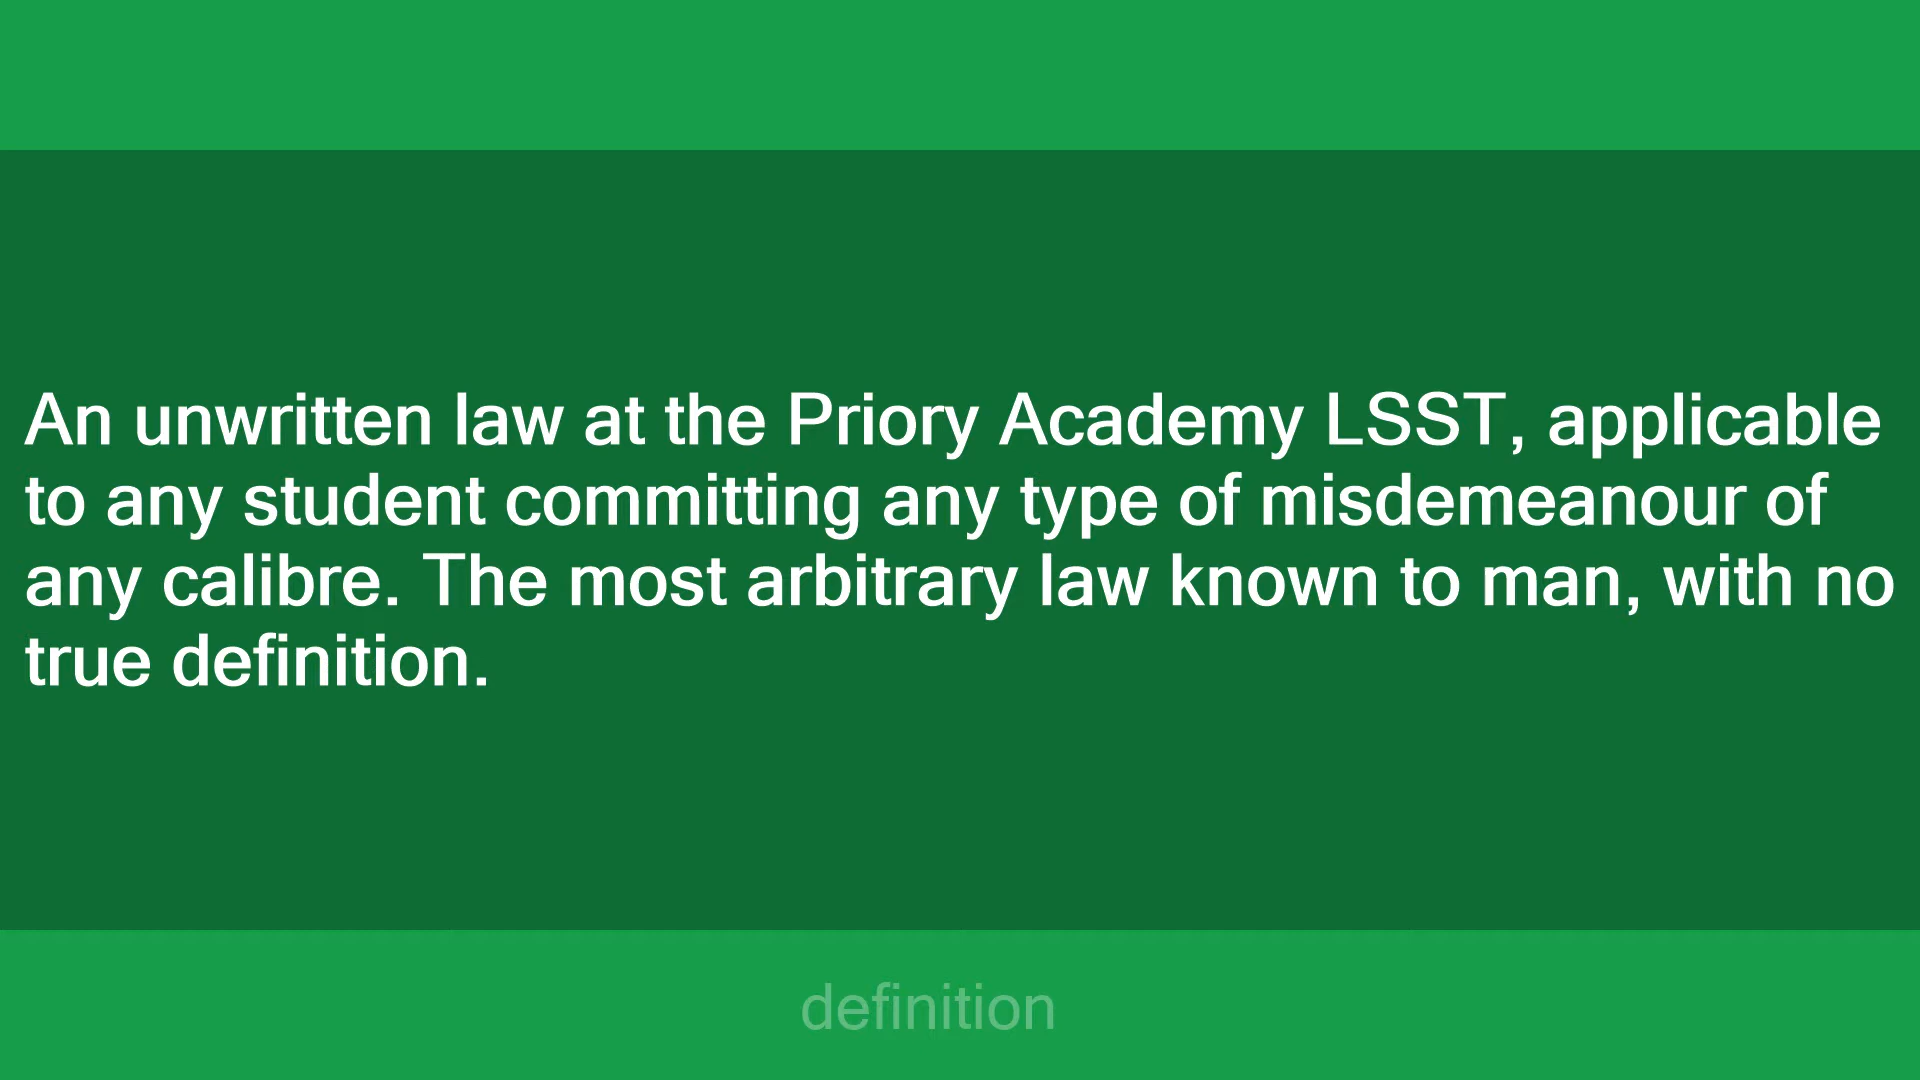 An unwritten law at the Priory Academy LSST, applicable
to any student committing any type of misdemeanour of
any calibre. The most arbitrary law known to man, with no
true definition.
definition